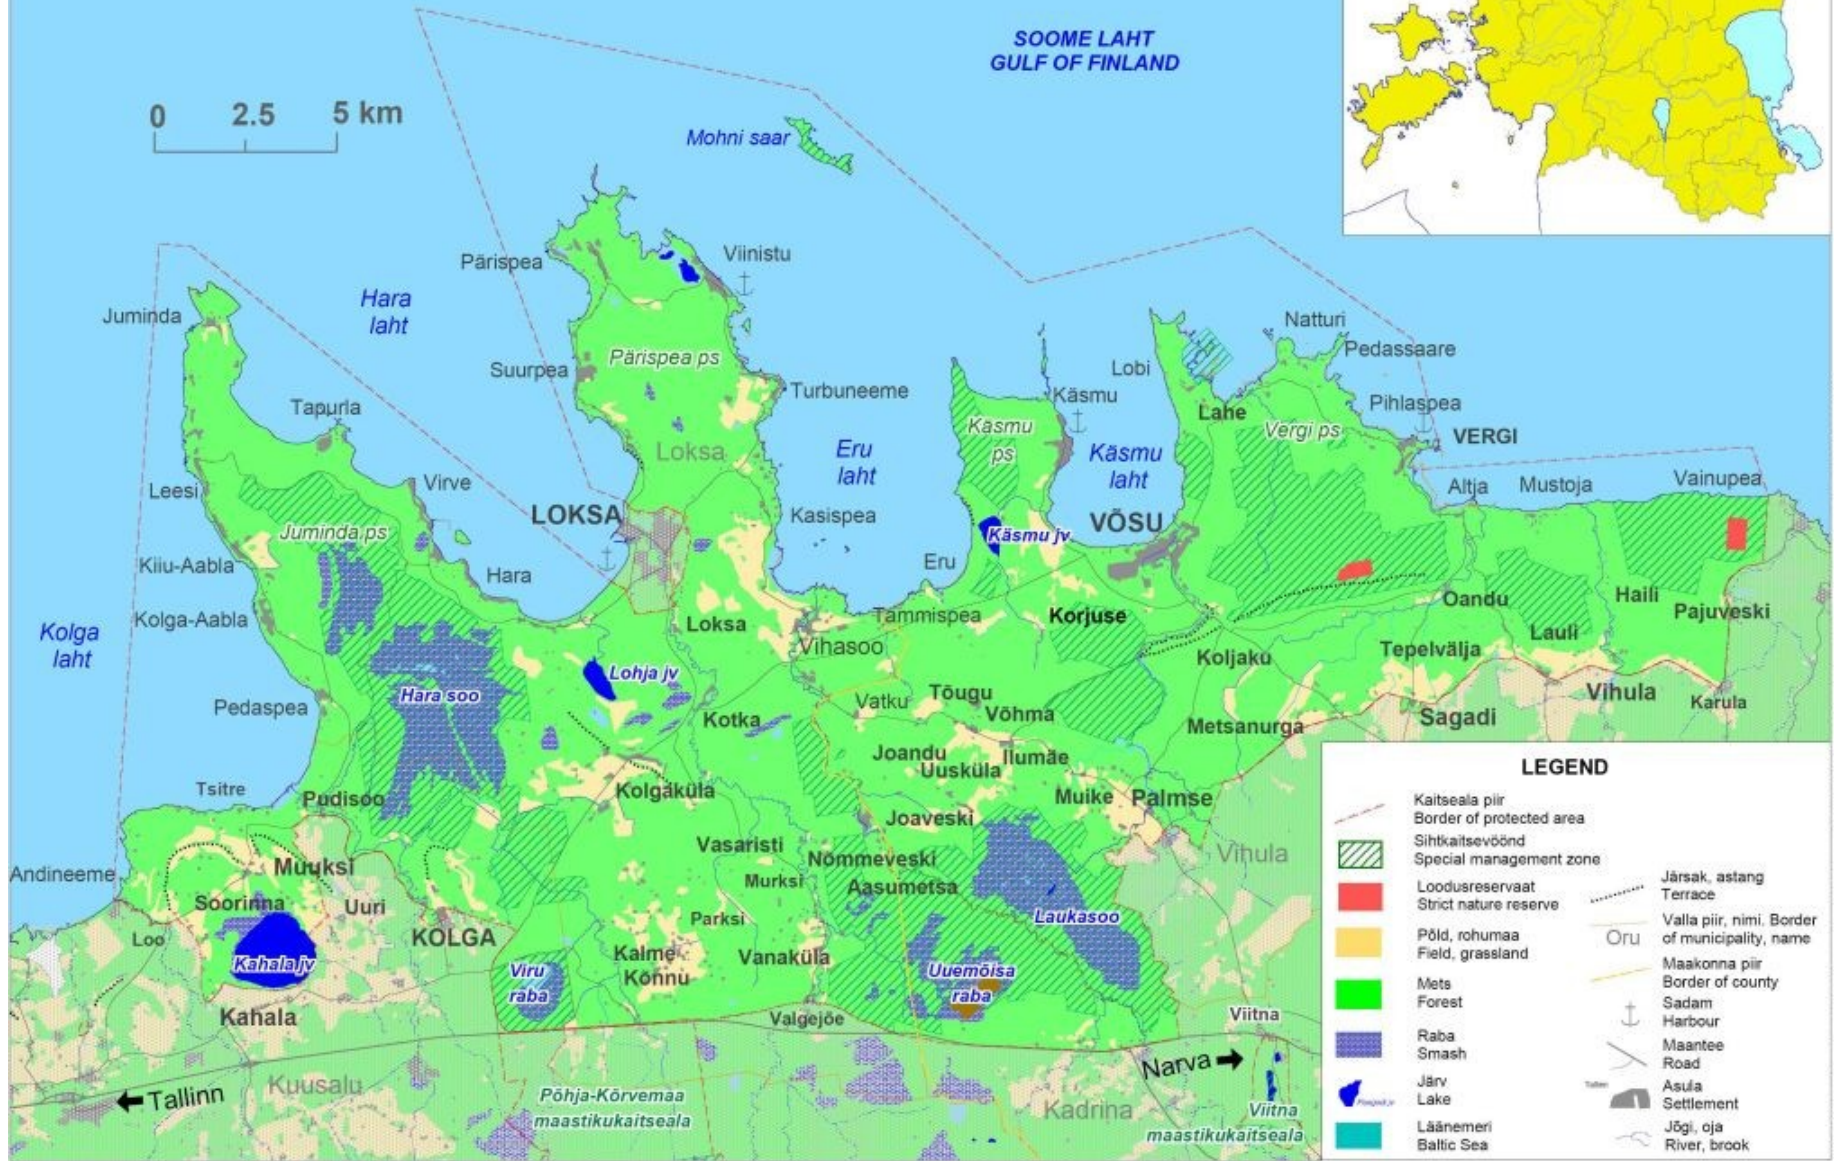 SOOME LAHT
GULF OF FINLAND
0 2.5 5 km
Mohni saar
Pärispea
Viinistu
Hara
laht
Juminda
Natturi
Pedassaare
Suurpea
Pärispea ps
Lobi
Turbuneeme
Käsmu
Tapurla
Lahe
Pihlaspea
Käsmu
ps
Vergi ps
VERGI
Loksa
Eru
laht
Käsmu
laht
Leesi
Virve
Altja
Mustoja
Vainupea
LOKSA
Kasispea
VÕSU
Juminda ps
Käsmu jv
Kiiu-Aabla
Hara
Eru
Oandu
Haili
Pajuveski
Kolga-Aabla
Kolga
laht
Loksa
Tammispea
Korjuse
Vihasoo
Lauli
Tepelvälja
Koljaku
Lohja jv
Hara soo
Tõugu
Vihula
Karula
Pedaspea
Vatku
Võhma
Kotka
Sagadi
Metsanurga
Joandu
Ilumäe
Uusküla
Tsitre
Pudisoo
Kolgaküla
Muike
Palmse
Joaveski
Vasaristi
Nõmmeveski
Vihula
Andineeme
Muuksi
Murksi
Aasumetsa
Soorinna
Uuri
Parksi
Laukasoo
Loo
KOLGA
Kalme
Kõnnu
Vanaküla
Kahala jv
Viru
raba
Uuemõisa
raba
Kahala
Valgejõe
Viitna
Narva
Tallinn
Kuusalu
Põhja-Kõrvemaa
maastikukaitseala
Kadrina
Viitna
maastikukaitseala
LEGEND
Kaitseala piir
Border of protected area
Sihtkaitsevöönd
Special management zone
Loodusreservaat
Strict nature reserve
Põld, rohumaa
Field, grassland
Mets
Forest
Raba
Smash
Järv
Lake
Läänemeri
Baltic Sea
Järsak, astang
Terrace
Oru
Valla piir, nimi. Border
of municipality, name
Maakonna piir
Border of county
Sadam
Harbour
Maantee
Road
Tallinn
Asula
Settlement
Jõgi, oja
River, brook